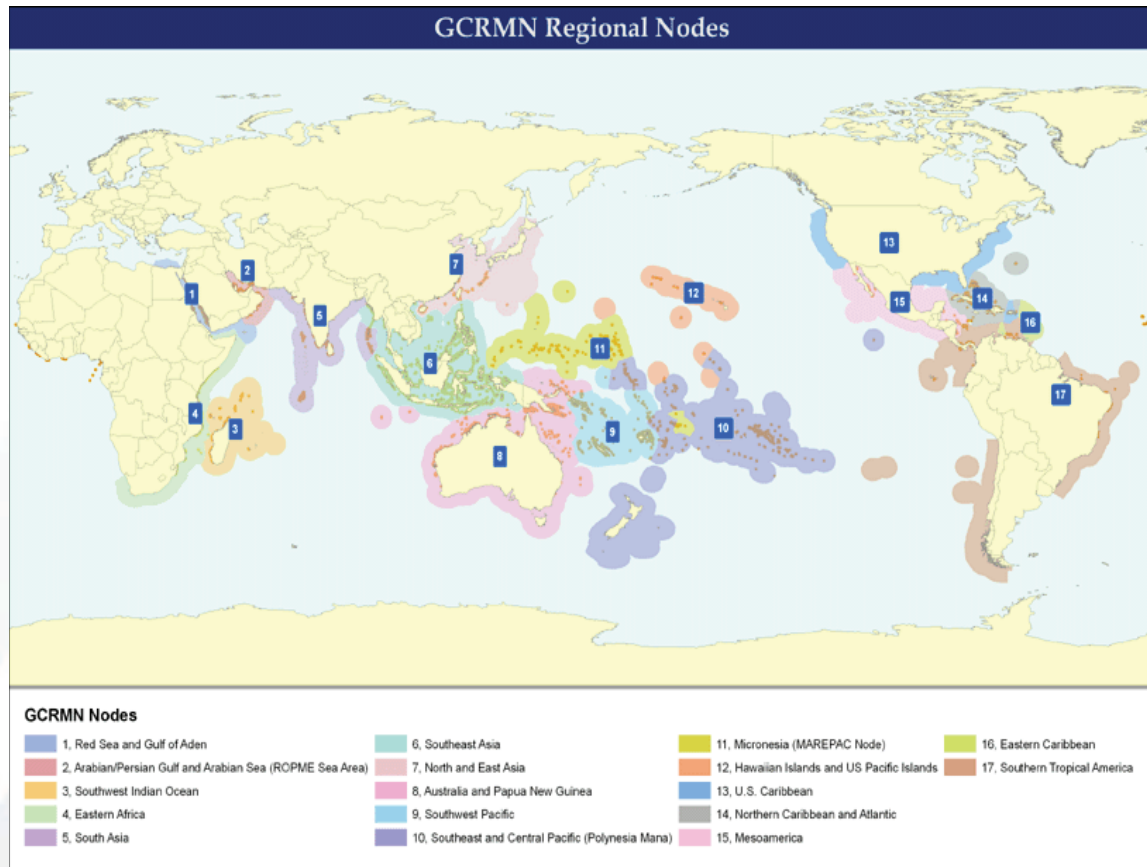 GCRMN Regional Nodes
13
7
2
1
12
14
15
5
16
11
6
17
4
3
9
10
8
GCRMN Nodes
1, Red Sea and Gulf of Aden
2, Arabian/Persian Gulf and Arabian Sea (ROPME Sea Area)
3, Southwest Indian Ocean
4, Eastern Africa
5, South Asia
6, Southeast Asia
7, North and East Asia
8, Australia and Papua New Guinea
9, Southwest Pacific
10, Southeast and Central Pacific (Polynesia Mana)
11, Micronesia (MAREPAC Node)
12, Hawaiian Islands and US Pacific Islands
13, U.S. Caribbean
14, Northern Caribbean and Atlantic
15, Mesoamerica
16, Eastern Caribbean
17, Southern Tropical America